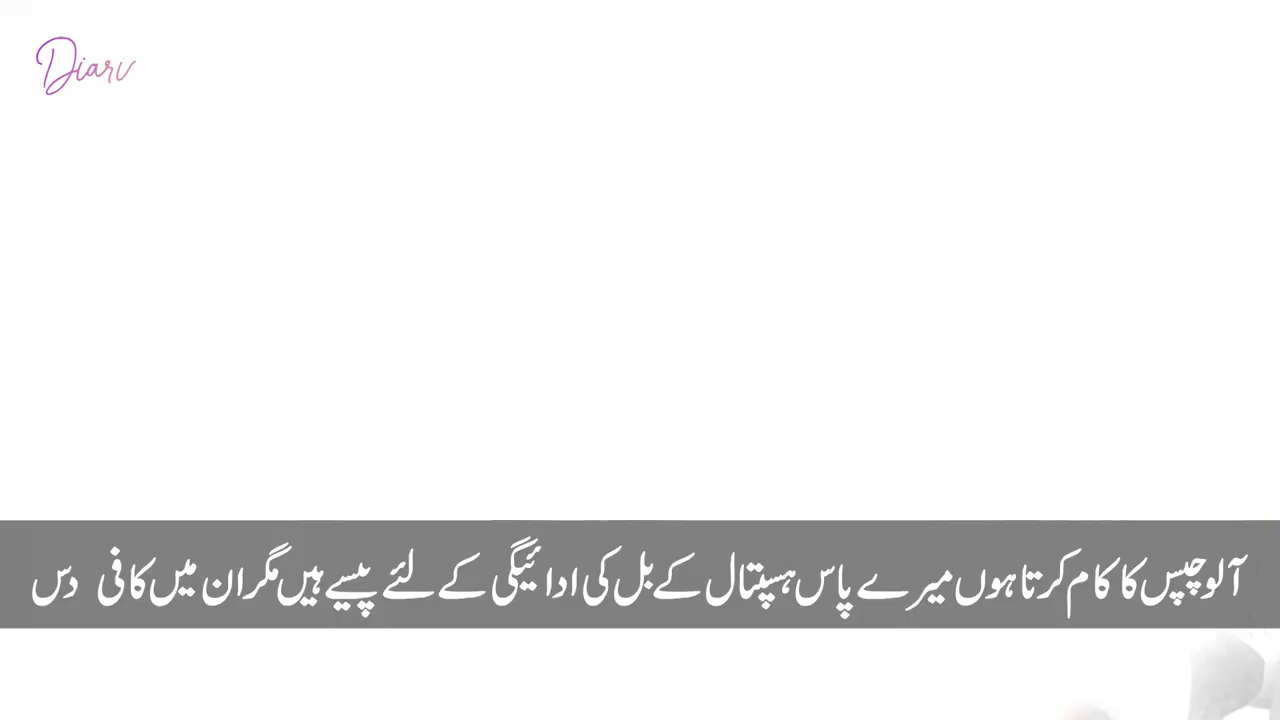 Diary
آلو چپس کا کام کرتا ہوں میرے پاس ہسپتال کے بل کی ادائیگی کے لئے پیسے ہیں مگر ان میں کافی دس